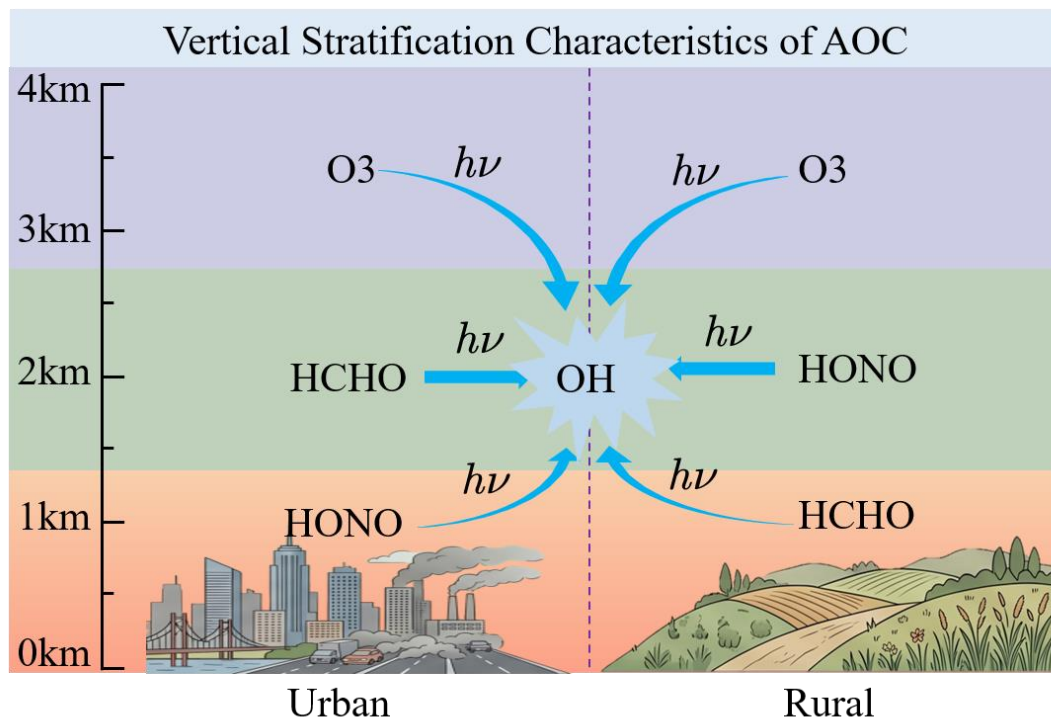 Vertical Stratification Characteristics of AOC
4km
O3
hν
hν
O3
3km
2km
HCHO
hν
OH
hν
HONO
1km
HONO
hν
hν
HCHO
0km
Urban
Rural